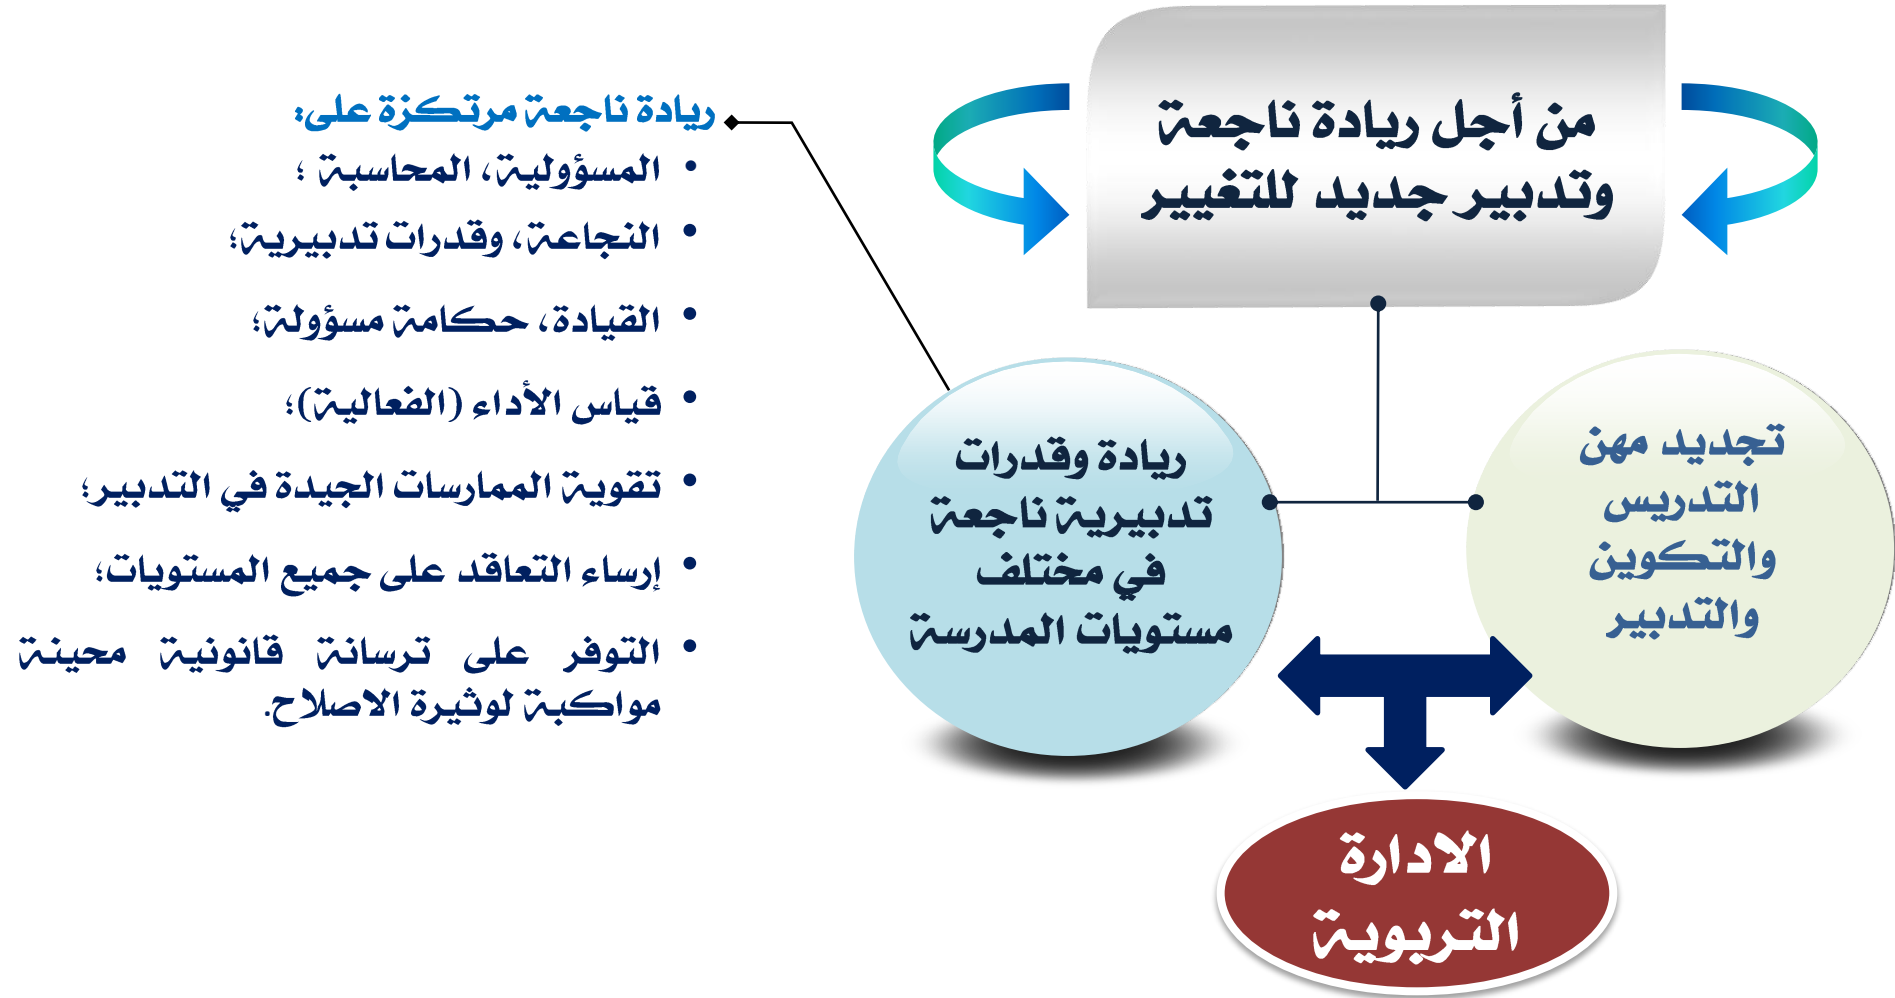 من أجل ريادة ناجعة
وتدبير جديد للتغيير
تجديد مهن
التدريس
والتكوين
والتدبير
ريادة وقدرات
تدبيرية ناجعة
في مختلف
مستويات المدرسة
ريادة ناجعة مرتكزة على:
• المسؤولية، المحاسبة ؛
• النجاعة، وقدرات تدبيرية؛
• القيادة، حكامة مسؤولة؛
• قياس الأداء (الفعالية)؛
• تقوية الممارسات الجيدة في التدبير؛
• إرساء التعاقد على جميع المستويات؛
• التوفر على ترسانة قانونية محينة
مواكبة لوثيرة الاصلاح.
الادارة
التربوية